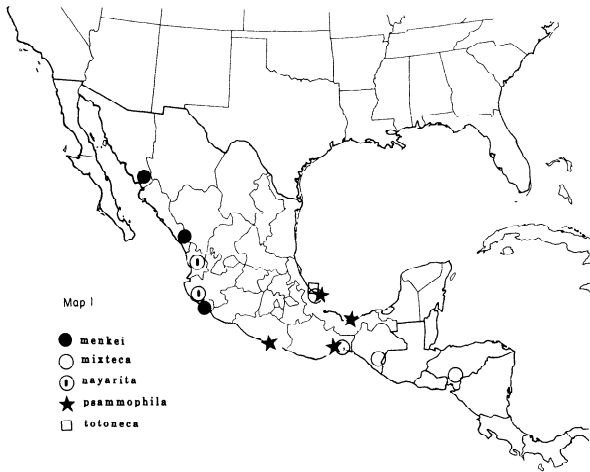 Map 1
menkei
mixteca
nayarita
psammophila
totoneca